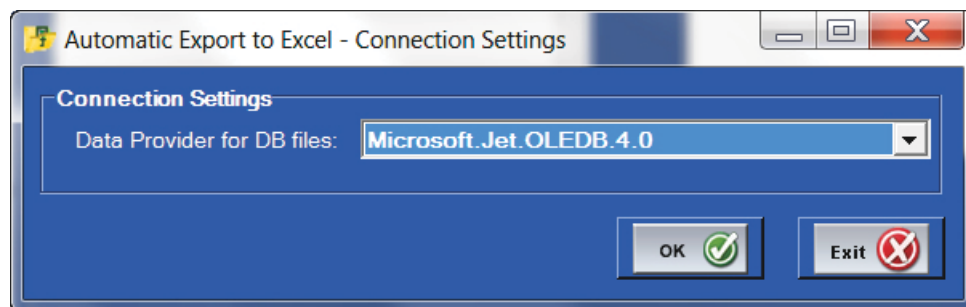 Automatic Export to Excel - Connection Settings
Connection Settings
Data Provider for DB files: Microsoft.Jet.OLEDB.4.0
OK Exit